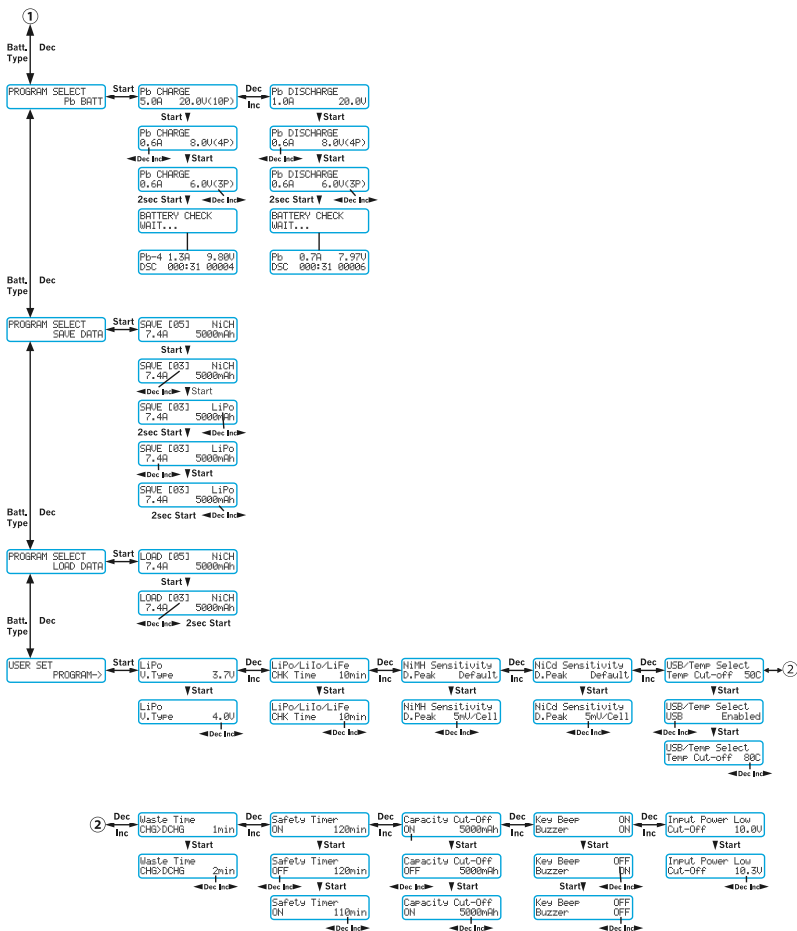 ①
Batt. Type Dec
PROGRAM SELECT
Pb BATT
Start
Pb CHARGE
5.0A 20.0V(10P)
Dec
Inc
Pb DISCHARGE
1.0A 20.0V
Start ▼
▼Start
Pb CHARGE
0.6A 8.0V(4P)
Pb DISCHARGE
0.6A 8.0V(4P)
◄Dec Inc► ▼Start
◄Dec Inc► ▼Start
Pb CHARGE
0.6A 6.0V(3P)
Pb DISCHARGE
0.6A 6.0V(3P)
2sec Start ▼ ◄Dec Inc►
2sec Start ▼ ◄Dec Inc►
BATTERY CHECK
WAIT...
BATTERY CHECK
WAIT...
Pb-4 1.3A 9.80V
DSC 000:31 00004
Pb 0.7A 7.97V
DSC 000:31 00006
Batt. Type Dec
PROGRAM SELECT
SAVE DATA
Start
SAVE [05] NiCH
7.4A 5000mAh
Start ▼
SAVE [03] NiCH
7.4A 5000mAh
◄Dec Inc► ▼Start
SAVE [03] LiPo
7.4A 5000mAh
2sec Start ▼ ◄Dec Inc►
SAVE [03] LiPo
7.4A 5000mAh
◄Dec Inc► ▼Start
SAVE [03] LiPo
7.4A 5000mAh
2sec Start ◄Dec Inc►
Batt. Type Dec
PROGRAM SELECT
LOAD DATA
Start
LOAD [05] NiCH
7.4A 5000mAh
Start ▼
LOAD [03] NiCH
7.4A 5000mAh
◄Dec Inc► 2sec Start
Batt. Type Dec
USER SET
PROGRAM->
Start
LiPo
V.Type 3.7V
Dec
Inc
LiPo/LiIo/LiFe
CHK Time 10min
Dec
Inc
NiMH Sensitivity
D.Peak Default
Dec
Inc
NiCd Sensitivity
D.Peak Default
Dec
Inc
USB/Temp Select
Temp Cut-off 50C
②
▼Start
▼Start
▼Start
▼Start
▼Start
LiPo
V.Type 4.0V
LiPo/LiIo/LiFe
CHK Time 10min
NiMH Sensitivity
D.Peak 5mV/Cell
NiCd Sensitivity
D.Peak 5mV/Cell
USB/Temp Select
USB Enabled
◄Dec Inc►
◄Dec Inc►
◄Dec Inc►
◄Dec Inc►
◄Dec Inc► ▼Start
USB/Temp Select
Temp Cut-off 80C
◄Dec Inc►
②
Dec
Inc
Waste Time
CHG>DCHG 1min
Dec
Inc
Safety Timer
ON 120min
Dec
Inc
Capacity Cut-Off
ON 5000mAh
Dec
Inc
Key Beep ON
Buzzer ON
Dec
Inc
Input Power Low
Cut-Off 10.0V
▼Start
▼Start
▼Start
▼Start
▼Start
Waste Time
CHG>DCHG 2min
Safety Timer
OFF 120min
Capacity Cut-Off
OFF 5000mAh
Key Beep OFF
Buzzer ON
Input Power Low
Cut-Off 10.3V
◄Dec Inc►
◄Dec Inc► ▼Start
◄Dec Inc► ▼Start
Start▼ ◄Dec Inc►
◄Dec Inc►
Safety Timer
ON 110min
Capacity Cut-Off
ON 5000mAh
Key Beep OFF
Buzzer OFF
◄Dec Inc►
◄Dec Inc►
◄Dec Inc►